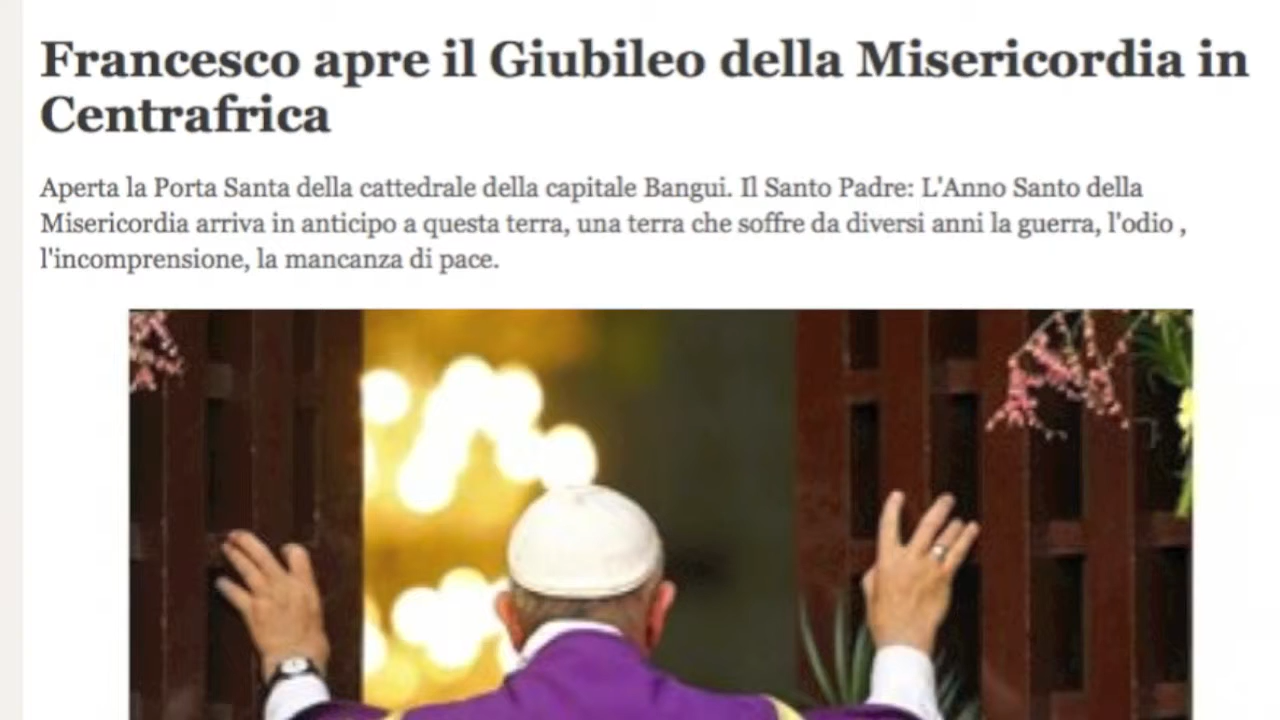 Francesco apre il Giubileo della Misericordia in
Centrafrica
Aperta la Porta Santa della cattedrale della capitale Bangui. Il Santo Padre: L'Anno Santo della
Misericordia arriva in anticipo a questa terra, una terra che soffre da diversi anni la guerra, l'odio ,
l'incomprensione, la mancanza di pace.